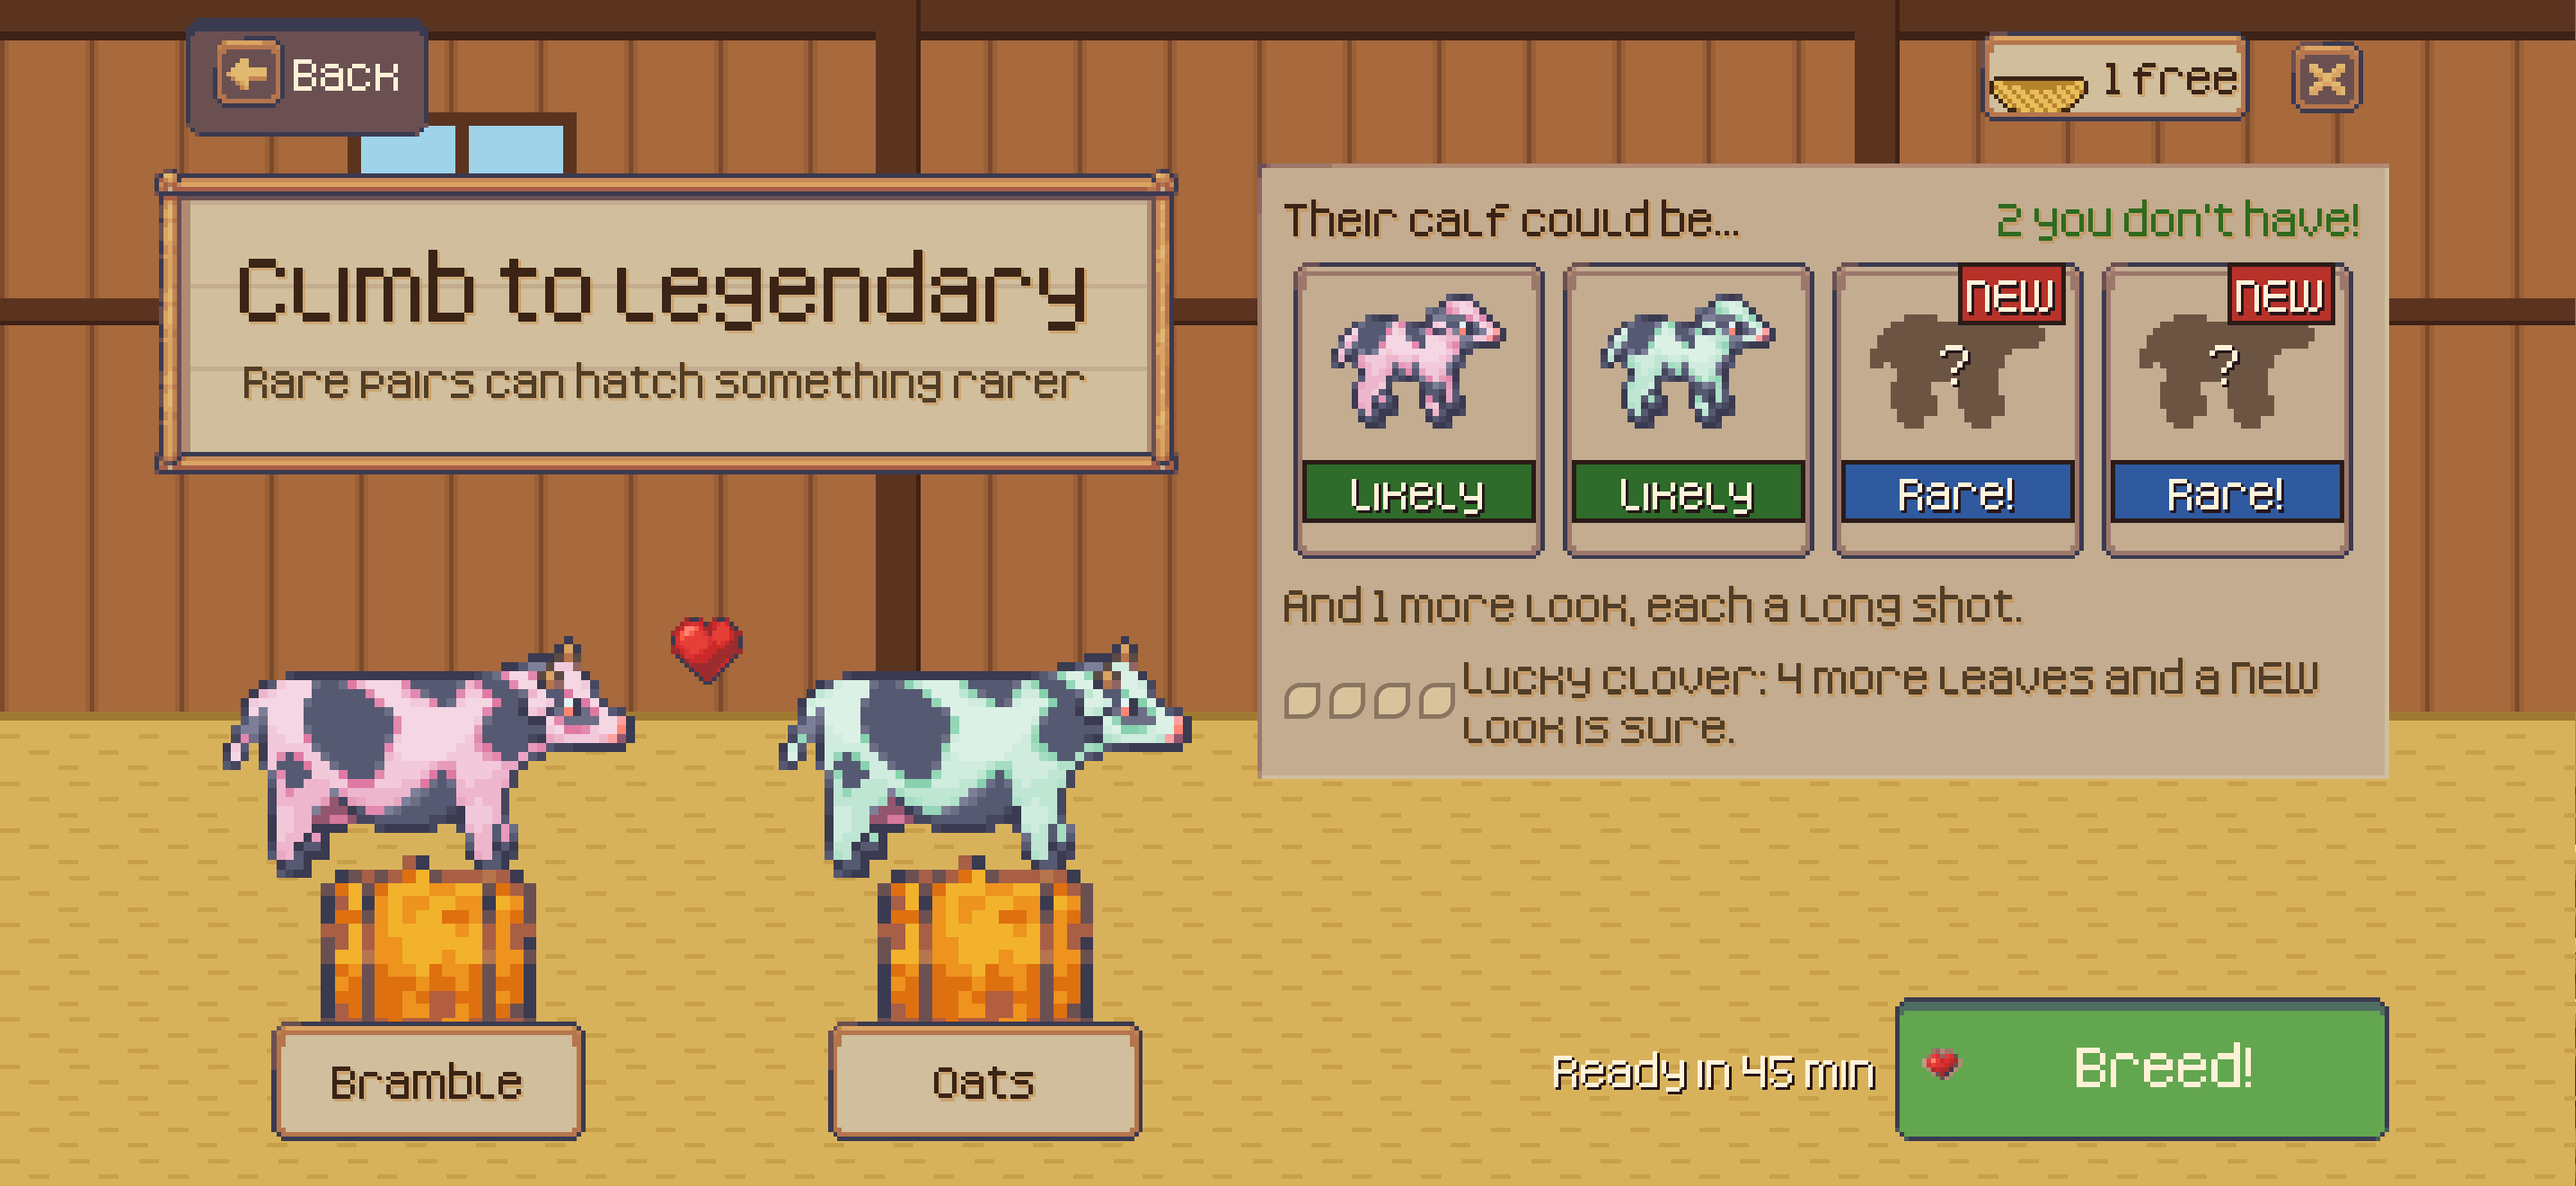 Back
1 free
Climb to Legendary
Rare pairs can hatch something rarer
Their calf could be...
2 you don't have!
NEW
NEW
?
?
Likely
Likely
Rare!
Rare!
And 1 more look, each a long shot.
Lucky clover: 4 more leaves and a NEW
look is sure.
Bramble
Oats
Ready in 45 min
Breed!